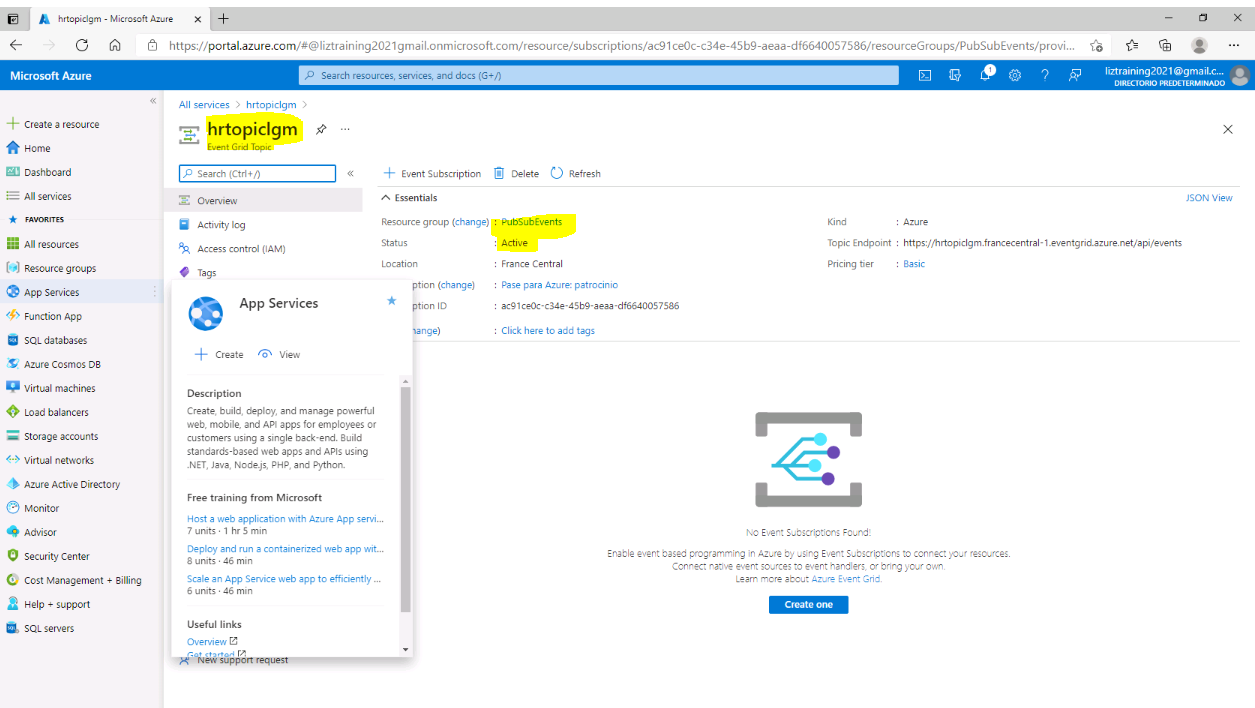 hrtopiclgm - Microsoft Azure
https://portal.azure.com/#@liztraining2021gmail.onmicrosoft.com/resource/subscriptions/ac91ce0c-c34e-45b9-aeaa-df6640057586/resourceGroups/PubSubEvents/provi...
Microsoft Azure
Search resources, services, and docs (G+/)
1
liztraining2021@gmail.c...
DIRECTORIO PREDETERMINADO
Create a resource
Home
Dashboard
All services
FAVORITES
All resources
Resource groups
App Services
Function App
SQL databases
Azure Cosmos DB
Virtual machines
Load balancers
Storage accounts
Virtual networks
Azure Active Directory
Monitor
Advisor
Security Center
Cost Management + Billing
Help + support
SQL servers
All services > hrtopiclgm >
hrtopiclgm
Event Grid Topic
Search (Ctrl+/)
Overview
Activity log
Access control (IAM)
Tags
App Services
Create View
Description
Create, build, deploy, and manage powerful
web, mobile, and API apps for employees or
customers using a single back-end. Build
standards-based web apps and APIs using
.NET, Java, Node.js, PHP, and Python.
Free training from Microsoft
Host a web application with Azure App servi...
7 units · 1 hr 5 min
Deploy and run a containerized web app wit...
8 units · 46 min
Scale an App Service web app to efficiently ...
6 units · 46 min
Useful links
Overview
Get started
New support request
Event Subscription Delete Refresh
Essentials
JSON View
Resource group (change) : PubSubEvents
Status : Active
Location : France Central
ption (change) : Pase para Azure: patrocinio
ption ID : ac91ce0c-c34e-45b9-aeaa-df6640057586
hange) : Click here to add tags
Kind : Azure
Topic Endpoint : https://hrtopiclgm.francecentral-1.eventgrid.azure.net/api/events
Pricing tier : Basic
No Event Subscriptions Found!
Enable event based programming in Azure by using Event Subscriptions to connect your resources.
Connect native event sources to event handlers, or bring your own.
Learn more about Azure Event Grid.
Create one